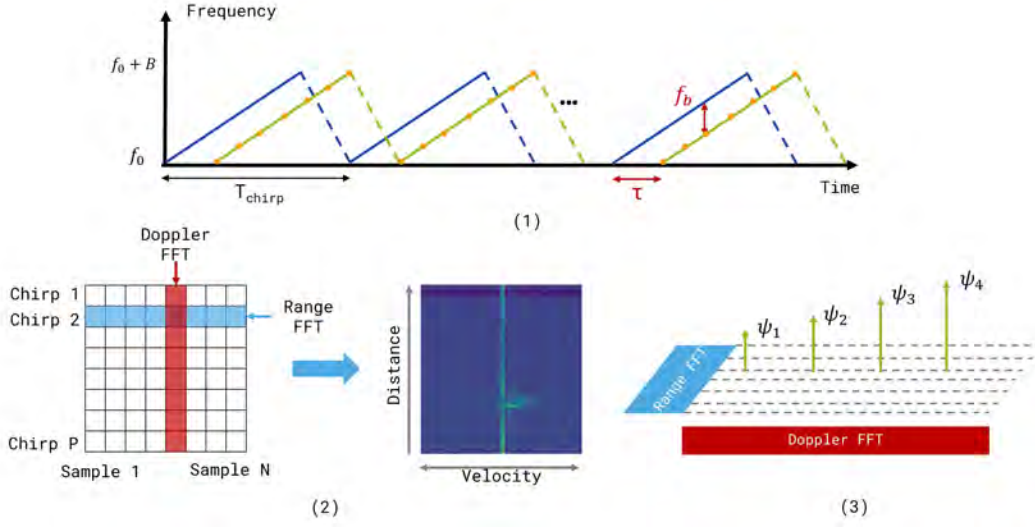 Frequency
f₀ + B
f₀
...
f_b
T_chirp
τ
Time
(1)
Doppler
FFT
Chirp 1
Chirp 2
Range
FFT
Chirp P
Sample 1
Sample N
Distance
Velocity
(2)
ψ₁
ψ₂
ψ₃
ψ₄
Range FFT
Doppler FFT
(3)